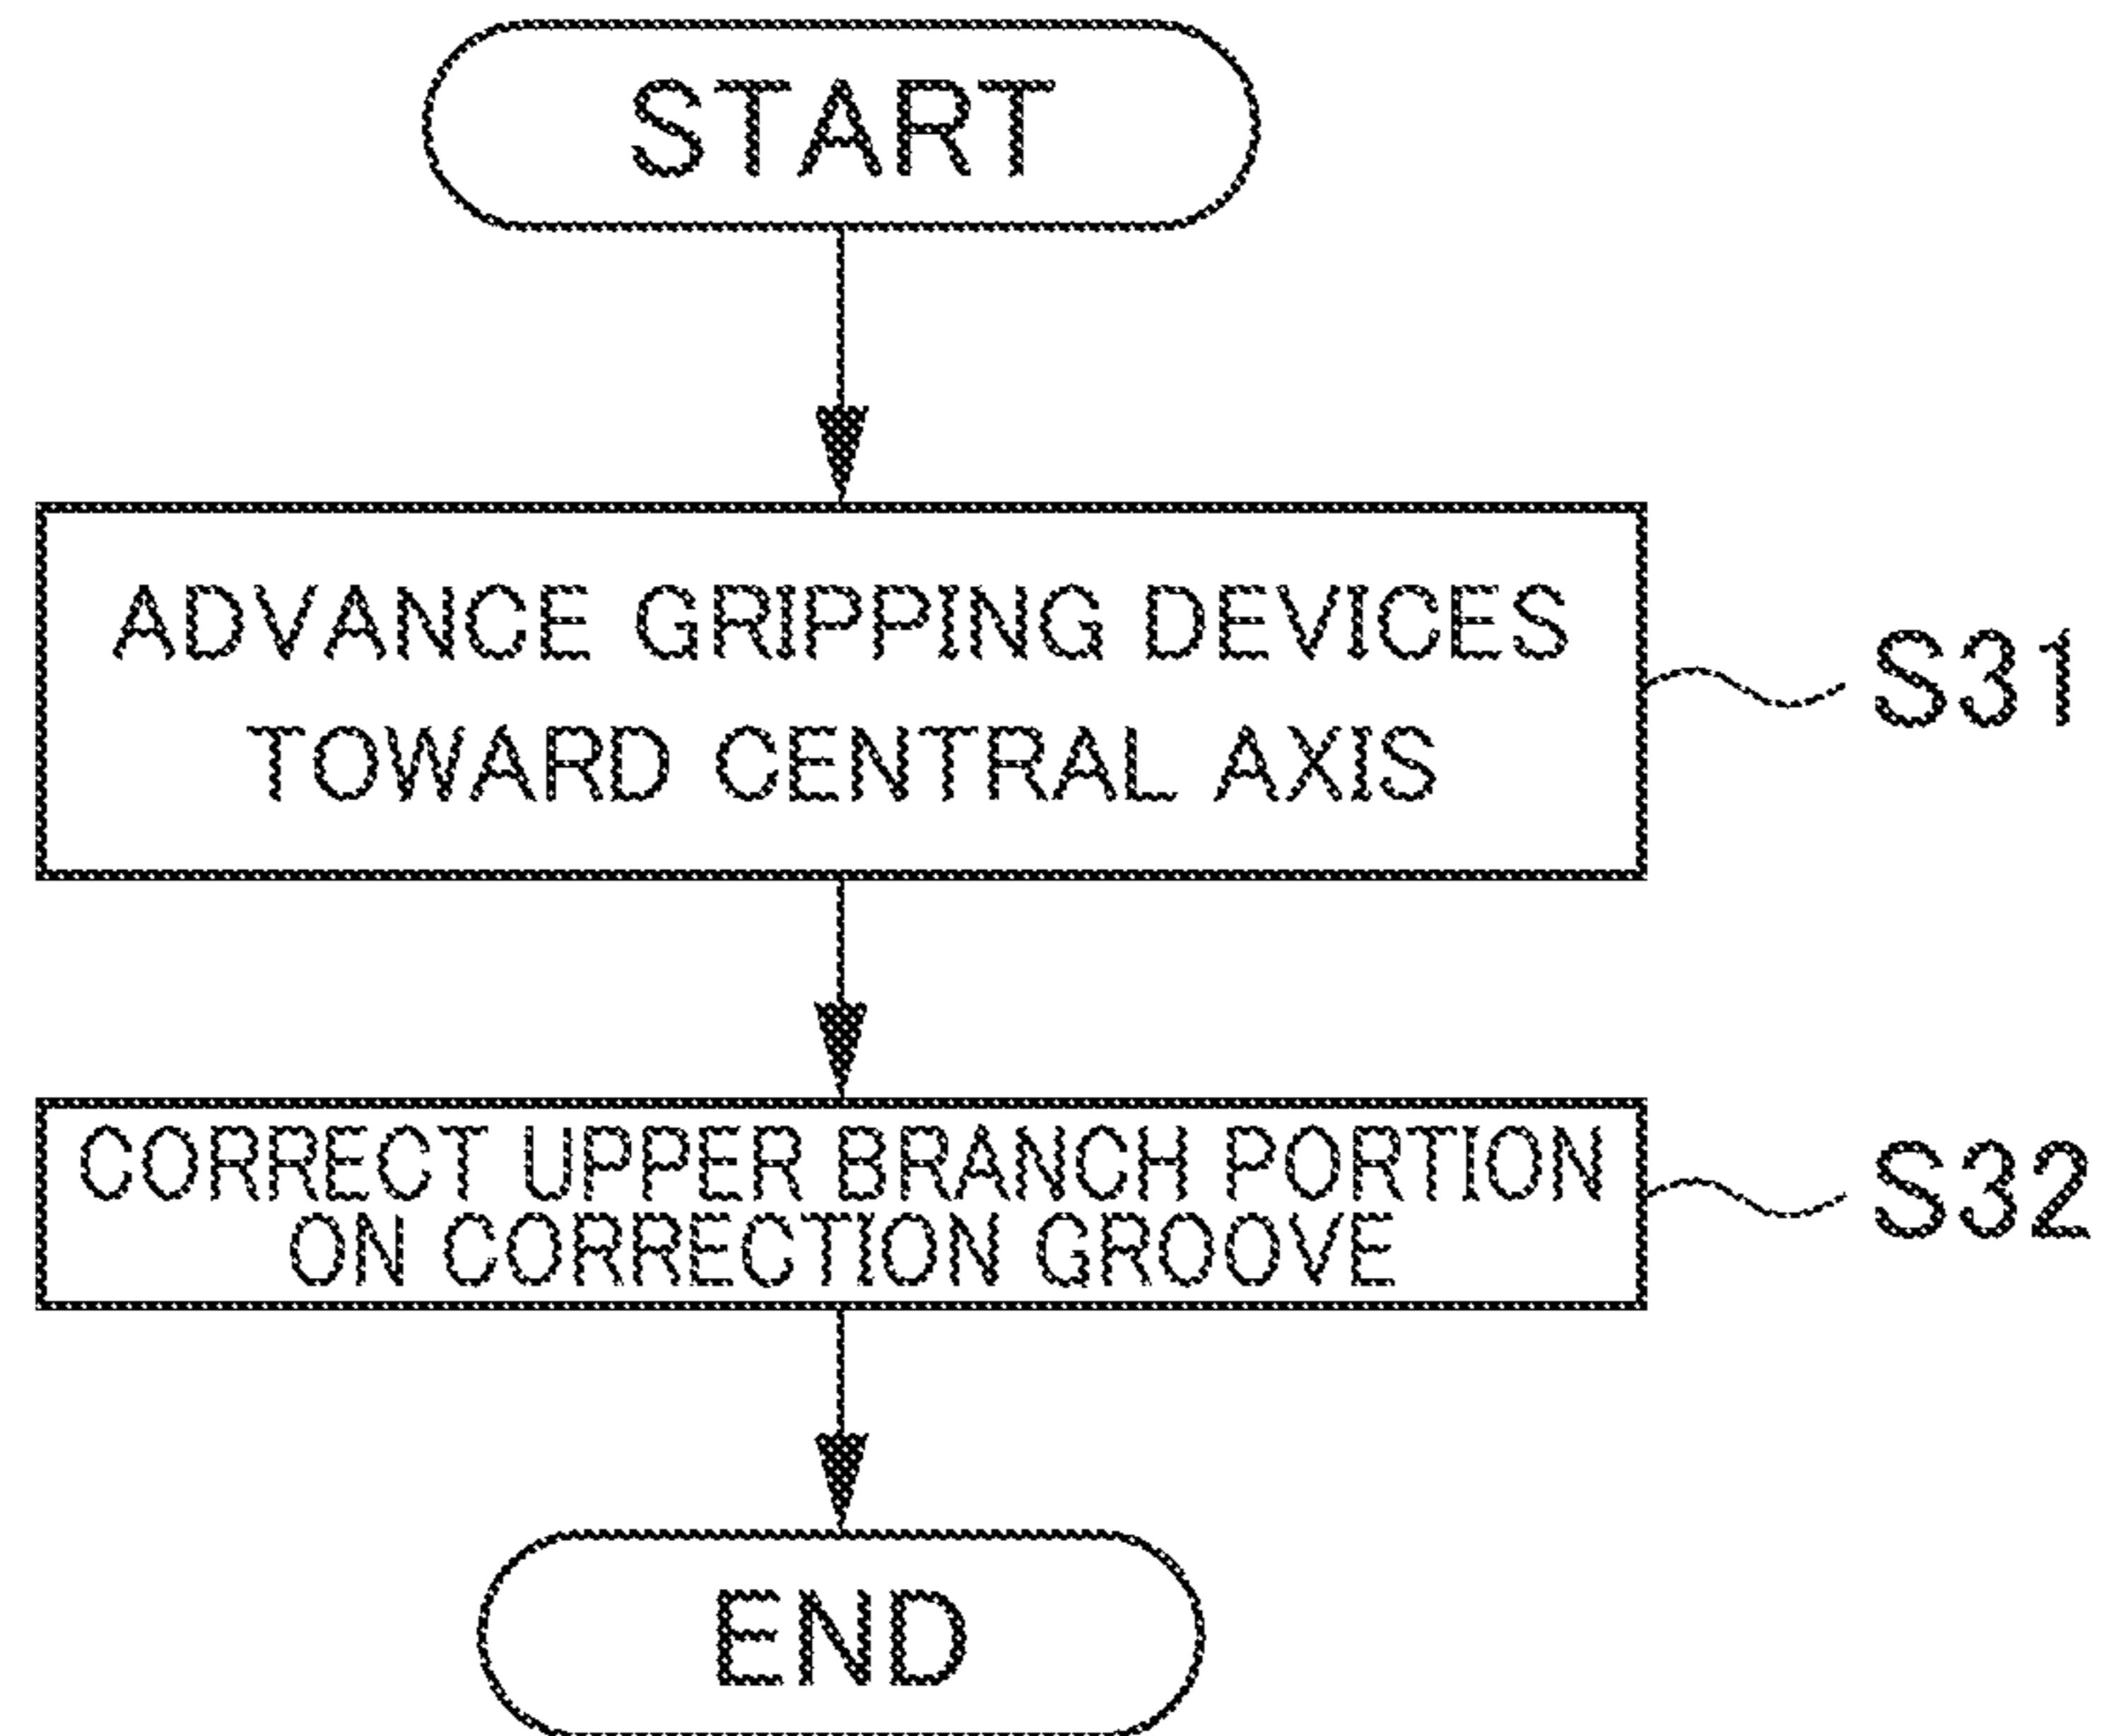 START
ADVANCE GRIPPING DEVICES
TOWARD CENTRAL AXIS
S31
CORRECT UPPER BRANCH PORTION
ON CORRECTION GROOVE
S32
END